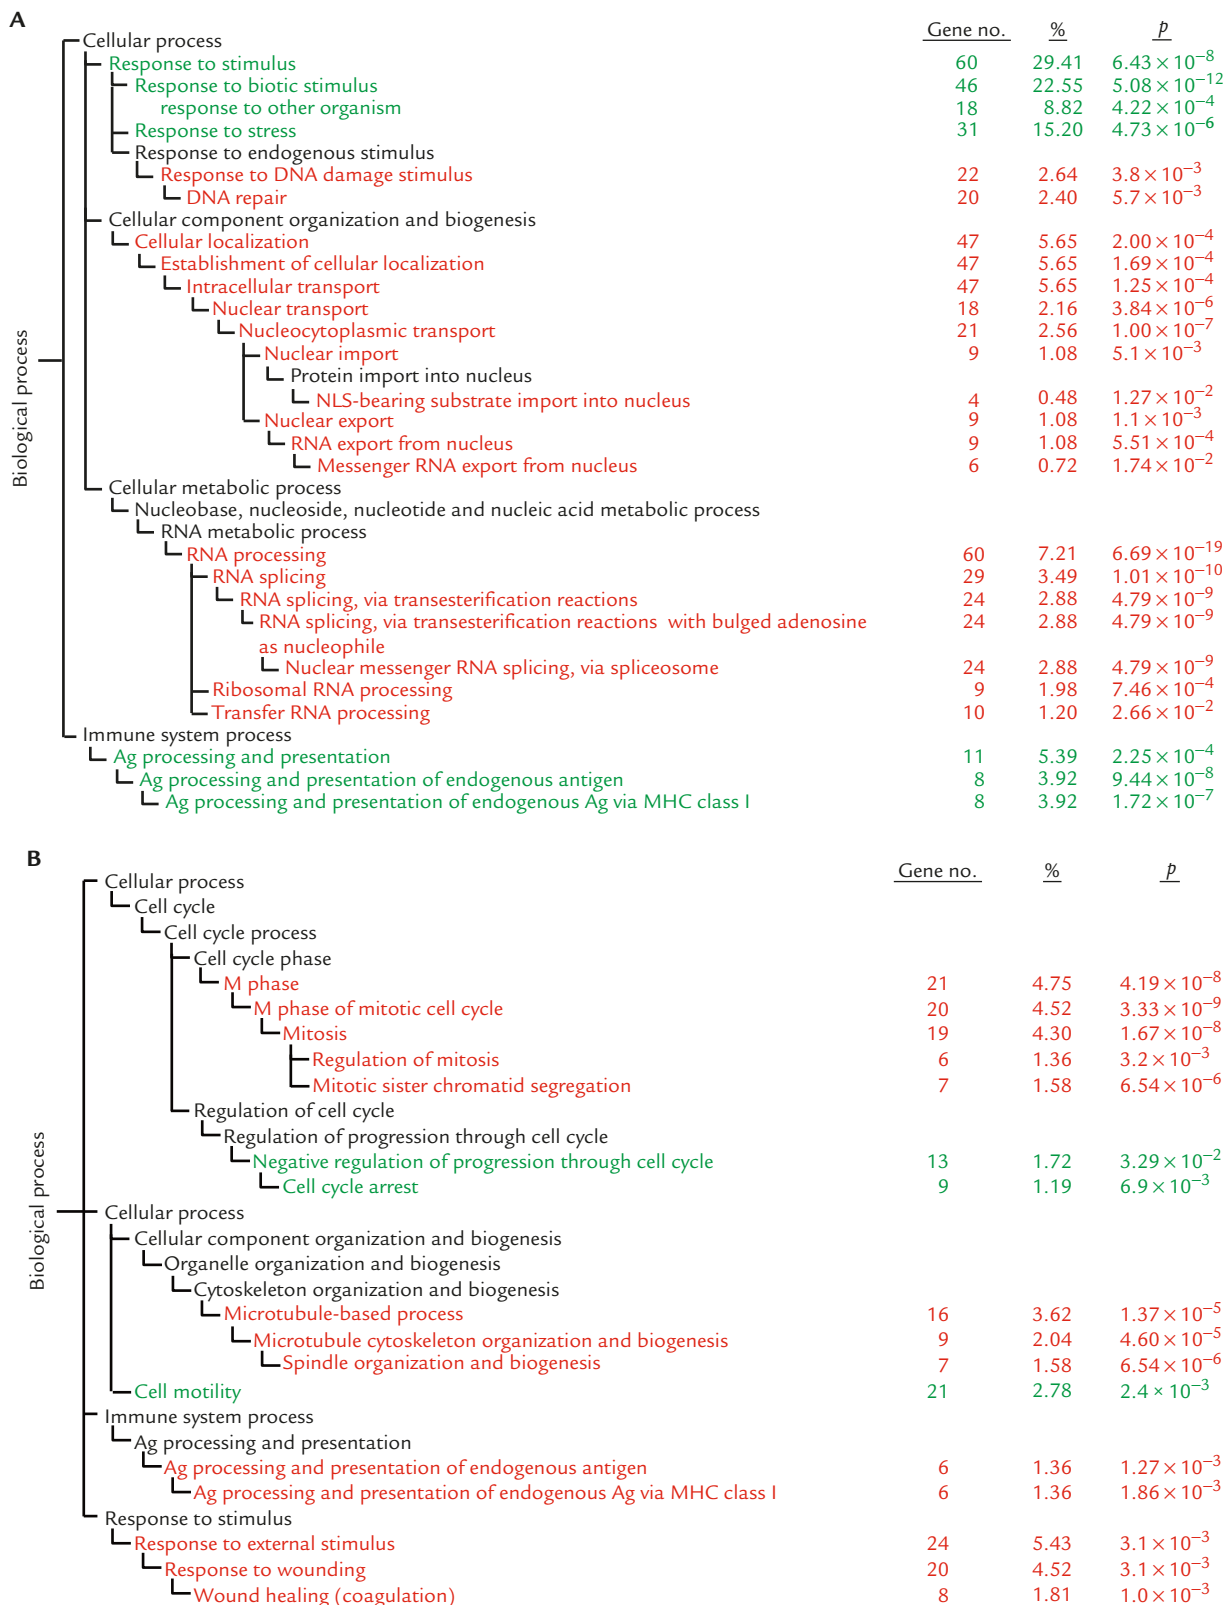 A
Gene no. % p
Cellular process
Response to stimulus 60 29.41 6.43 × 10⁻⁸
Response to biotic stimulus 46 22.55 5.08 × 10⁻¹²
response to other organism 18 8.82 4.22 × 10⁻⁴
Response to stress 31 15.20 4.73 × 10⁻⁶
Response to endogenous stimulus
Response to DNA damage stimulus 22 2.64 3.8 × 10⁻³
DNA repair 20 2.40 5.7 × 10⁻³
Cellular component organization and biogenesis
Cellular localization 47 5.65 2.00 × 10⁻⁴
Establishment of cellular localization 47 5.65 1.69 × 10⁻⁴
Intracellular transport 47 5.65 1.25 × 10⁻⁴
Nuclear transport 18 2.16 3.84 × 10⁻⁶
Nucleocytoplasmic transport 21 2.56 1.00 × 10⁻⁷
Nuclear import 9 1.08 5.1 × 10⁻³
Protein import into nucleus
NLS-bearing substrate import into nucleus 4 0.48 1.27 × 10⁻²
Nuclear export 9 1.08 1.1 × 10⁻³
RNA export from nucleus 9 1.08 5.51 × 10⁻⁴
Messenger RNA export from nucleus 6 0.72 1.74 × 10⁻²
Biological process
Cellular metabolic process
Nucleobase, nucleoside, nucleotide and nucleic acid metabolic process
RNA metabolic process
RNA processing 60 7.21 6.69 × 10⁻¹⁹
RNA splicing 29 3.49 1.01 × 10⁻¹⁰
RNA splicing, via transesterification reactions 24 2.88 4.79 × 10⁻⁹
RNA splicing, via transesterification reactions with bulged adenosine 24 2.88 4.79 × 10⁻⁹
as nucleophile
Nuclear messenger RNA splicing, via spliceosome 24 2.88 4.79 × 10⁻⁹
Ribosomal RNA processing 9 1.98 7.46 × 10⁻⁴
Transfer RNA processing 10 1.20 2.66 × 10⁻²
Immune system process
Ag processing and presentation 11 5.39 2.25 × 10⁻⁴
Ag processing and presentation of endogenous antigen 8 3.92 9.44 × 10⁻⁸
Ag processing and presentation of endogenous Ag via MHC class I 8 3.92 1.72 × 10⁻⁷
B
Gene no. % p
Cellular process
Cell cycle
Cell cycle process
Cell cycle phase
M phase 21 4.75 4.19 × 10⁻⁸
M phase of mitotic cell cycle 20 4.52 3.33 × 10⁻⁹
Mitosis 19 4.30 1.67 × 10⁻⁸
Regulation of mitosis 6 1.36 3.2 × 10⁻³
Mitotic sister chromatid segregation 7 1.58 6.54 × 10⁻⁶
Regulation of cell cycle
Regulation of progression through cell cycle
Negative regulation of progression through cell cycle 13 1.72 3.29 × 10⁻²
Cell cycle arrest 9 1.19 6.9 × 10⁻³
Biological process
Cellular process
Cellular component organization and biogenesis
Organelle organization and biogenesis
Cytoskeleton organization and biogenesis
Microtubule-based process 16 3.62 1.37 × 10⁻⁵
Microtubule cytoskeleton organization and biogenesis 9 2.04 4.60 × 10⁻⁵
Spindle organization and biogenesis 7 1.58 6.54 × 10⁻⁶
Cell motility 21 2.78 2.4 × 10⁻³
Immune system process
Ag processing and presentation
Ag processing and presentation of endogenous antigen 6 1.36 1.27 × 10⁻³
Ag processing and presentation of endogenous Ag via MHC class I 6 1.36 1.86 × 10⁻³
Response to stimulus
Response to external stimulus 24 5.43 3.1 × 10⁻³
Response to wounding 20 4.52 3.1 × 10⁻³
Wound healing (coagulation) 8 1.81 1.0 × 10⁻³